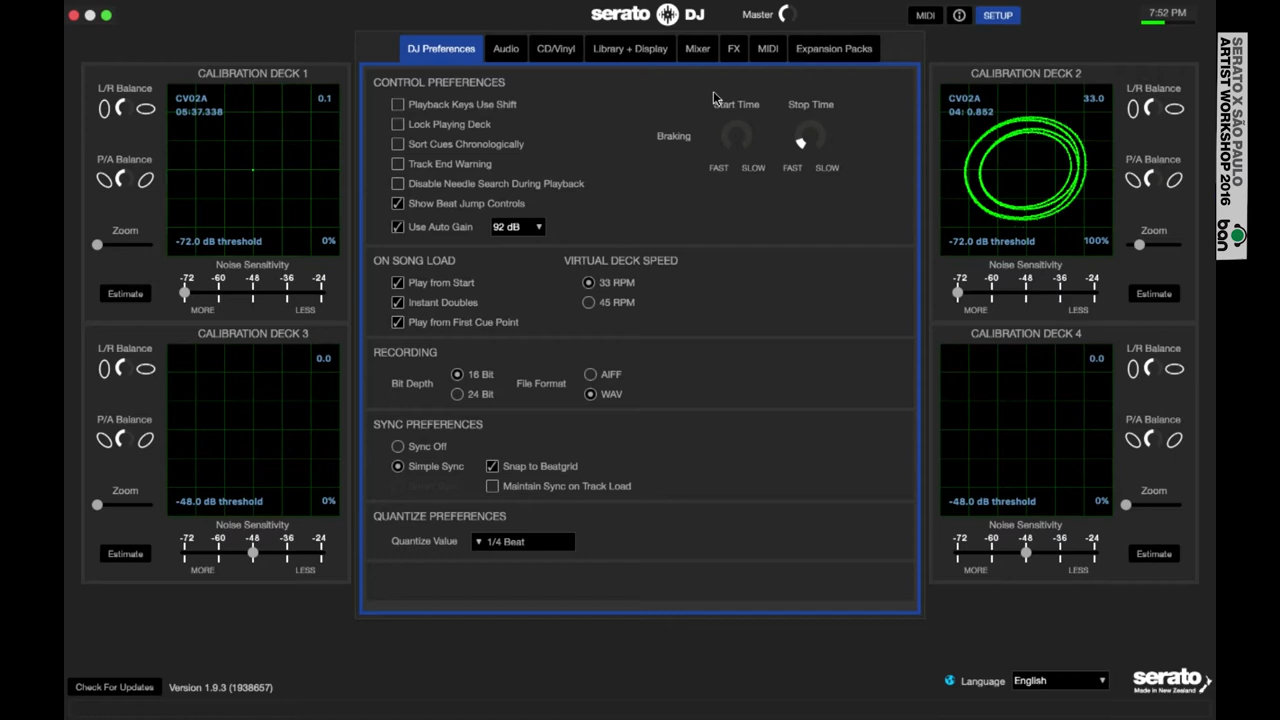 serato DJ
Master
MIDI
SETUP
7:52 PM
DJ Preferences
Audio
CD/Vinyl
Library + Display
Mixer
FX
MIDI
Expansion Packs
CALIBRATION DECK 1
L/R Balance
CV02A
0.1
05:37.338
P/A Balance
Zoom
-72.0 dB threshold
0%
Noise Sensitivity
-72 -60 -48 -36 -24
Estimate
MORE
LESS
CALIBRATION DECK 3
L/R Balance
0.0
P/A Balance
Zoom
-48.0 dB threshold
0%
Noise Sensitivity
-72 -60 -48 -36 -24
Estimate
MORE
LESS
CONTROL PREFERENCES
Playback Keys Use Shift
Lock Playing Deck
Sort Cues Chronologically
Track End Warning
Disable Needle Search During Playback
Show Beat Jump Controls
Use Auto Gain
92 dB
Start Time
Stop Time
Braking
FAST SLOW
FAST SLOW
ON SONG LOAD
Play from Start
Instant Doubles
Play from First Cue Point
VIRTUAL DECK SPEED
33 RPM
45 RPM
RECORDING
Bit Depth
16 Bit
24 Bit
File Format
AIFF
WAV
SYNC PREFERENCES
Sync Off
Simple Sync
Snap to Beatgrid
Maintain Sync on Track Load
QUANTIZE PREFERENCES
Quantize Value
1/4 Beat
CALIBRATION DECK 2
CV02A
33.0
04: 0.852
L/R Balance
P/A Balance
Zoom
-72.0 dB threshold
100%
Noise Sensitivity
-72 -60 -48 -36 -24
Estimate
MORE
LESS
CALIBRATION DECK 4
0.0
L/R Balance
P/A Balance
Zoom
-48.0 dB threshold
0%
Noise Sensitivity
-72 -60 -48 -36 -24
Estimate
MORE
LESS
SERATO X SÃO PAULO
ARTIST WORKSHOP 2016
ban
Check For Updates
Version 1.9.3 (1938657)
Language
English
serato
Made in New Zealand